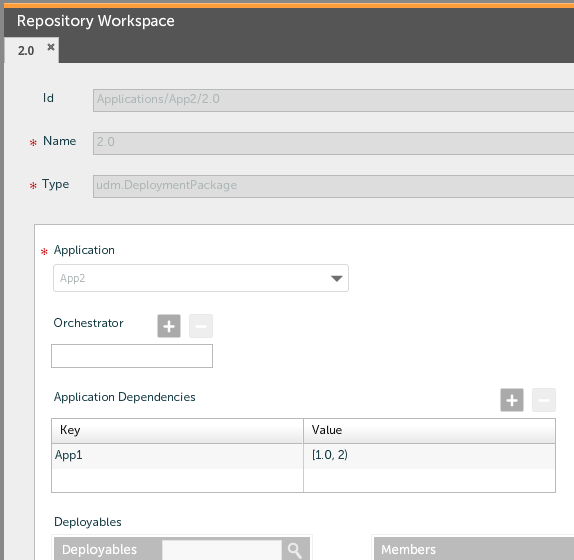 Repository Workspace
2.0
Id Applications/App2/2.0
* Name 2.0
* Type udm.DeploymentPackage
* Application
App2
Orchestrator
Application Dependencies
Key Value
App1 [1.0, 2)
Deployables
Deployables Members